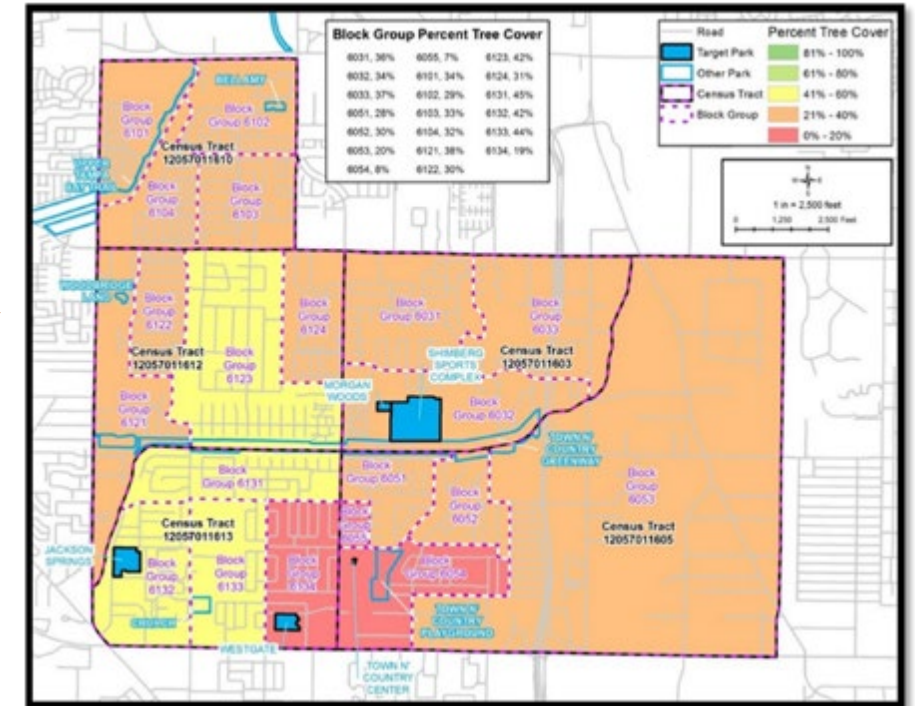 Block Group Percent Tree Cover
6031, 36% 6055, 7% 6123, 42%
6032, 34% 6101, 34% 6124, 31%
6033, 37% 6102, 29% 6131, 45%
6051, 28% 6103, 33% 6132, 42%
6052, 30% 6104, 32% 6133, 44%
6053, 20% 6121, 38% 6134, 19%
6054, 8% 6122, 30%
Road
Target Park
Other Park
Census Tract
Block Group
Percent Tree Cover
81% - 100%
61% - 80%
41% - 60%
21% - 40%
0% - 20%
1 in = 2,500 feet
0 1,250 2,500 Feet
BELLAMY
Block
Group
6101
Block
Group 6102
Census Tract
12057011610
Block
Group
6104
Block
Group
6103
WOODBRIDGE
Block
Group
6122
Block
Group
6124
Block
Group 6031
Block
Group
6033
Census Tract
12057011612
Block
Group
6123
SHIMBERG
SPORTS
COMPLEX
Census Tract
12057011603
MORGAN
WOODS
Block
Group
6121
Block
Group 6032
TOWN N'
COUNTRY
GREENWAY
Block
Group 6131
Block
Group 6051
Block
Group
6052
Block
Group
6053
Census Tract
12057011613
Census Tract
12057011605
JACKSON
SPRINGS
Block
Group
6132
Block
Group
6133
Block
Group
6134
Block
Group 6054
CHURCH
TOWN N'
COUNTRY
PLAYGROUND
WESTGATE
TOWN N'
COUNTRY
CENTER